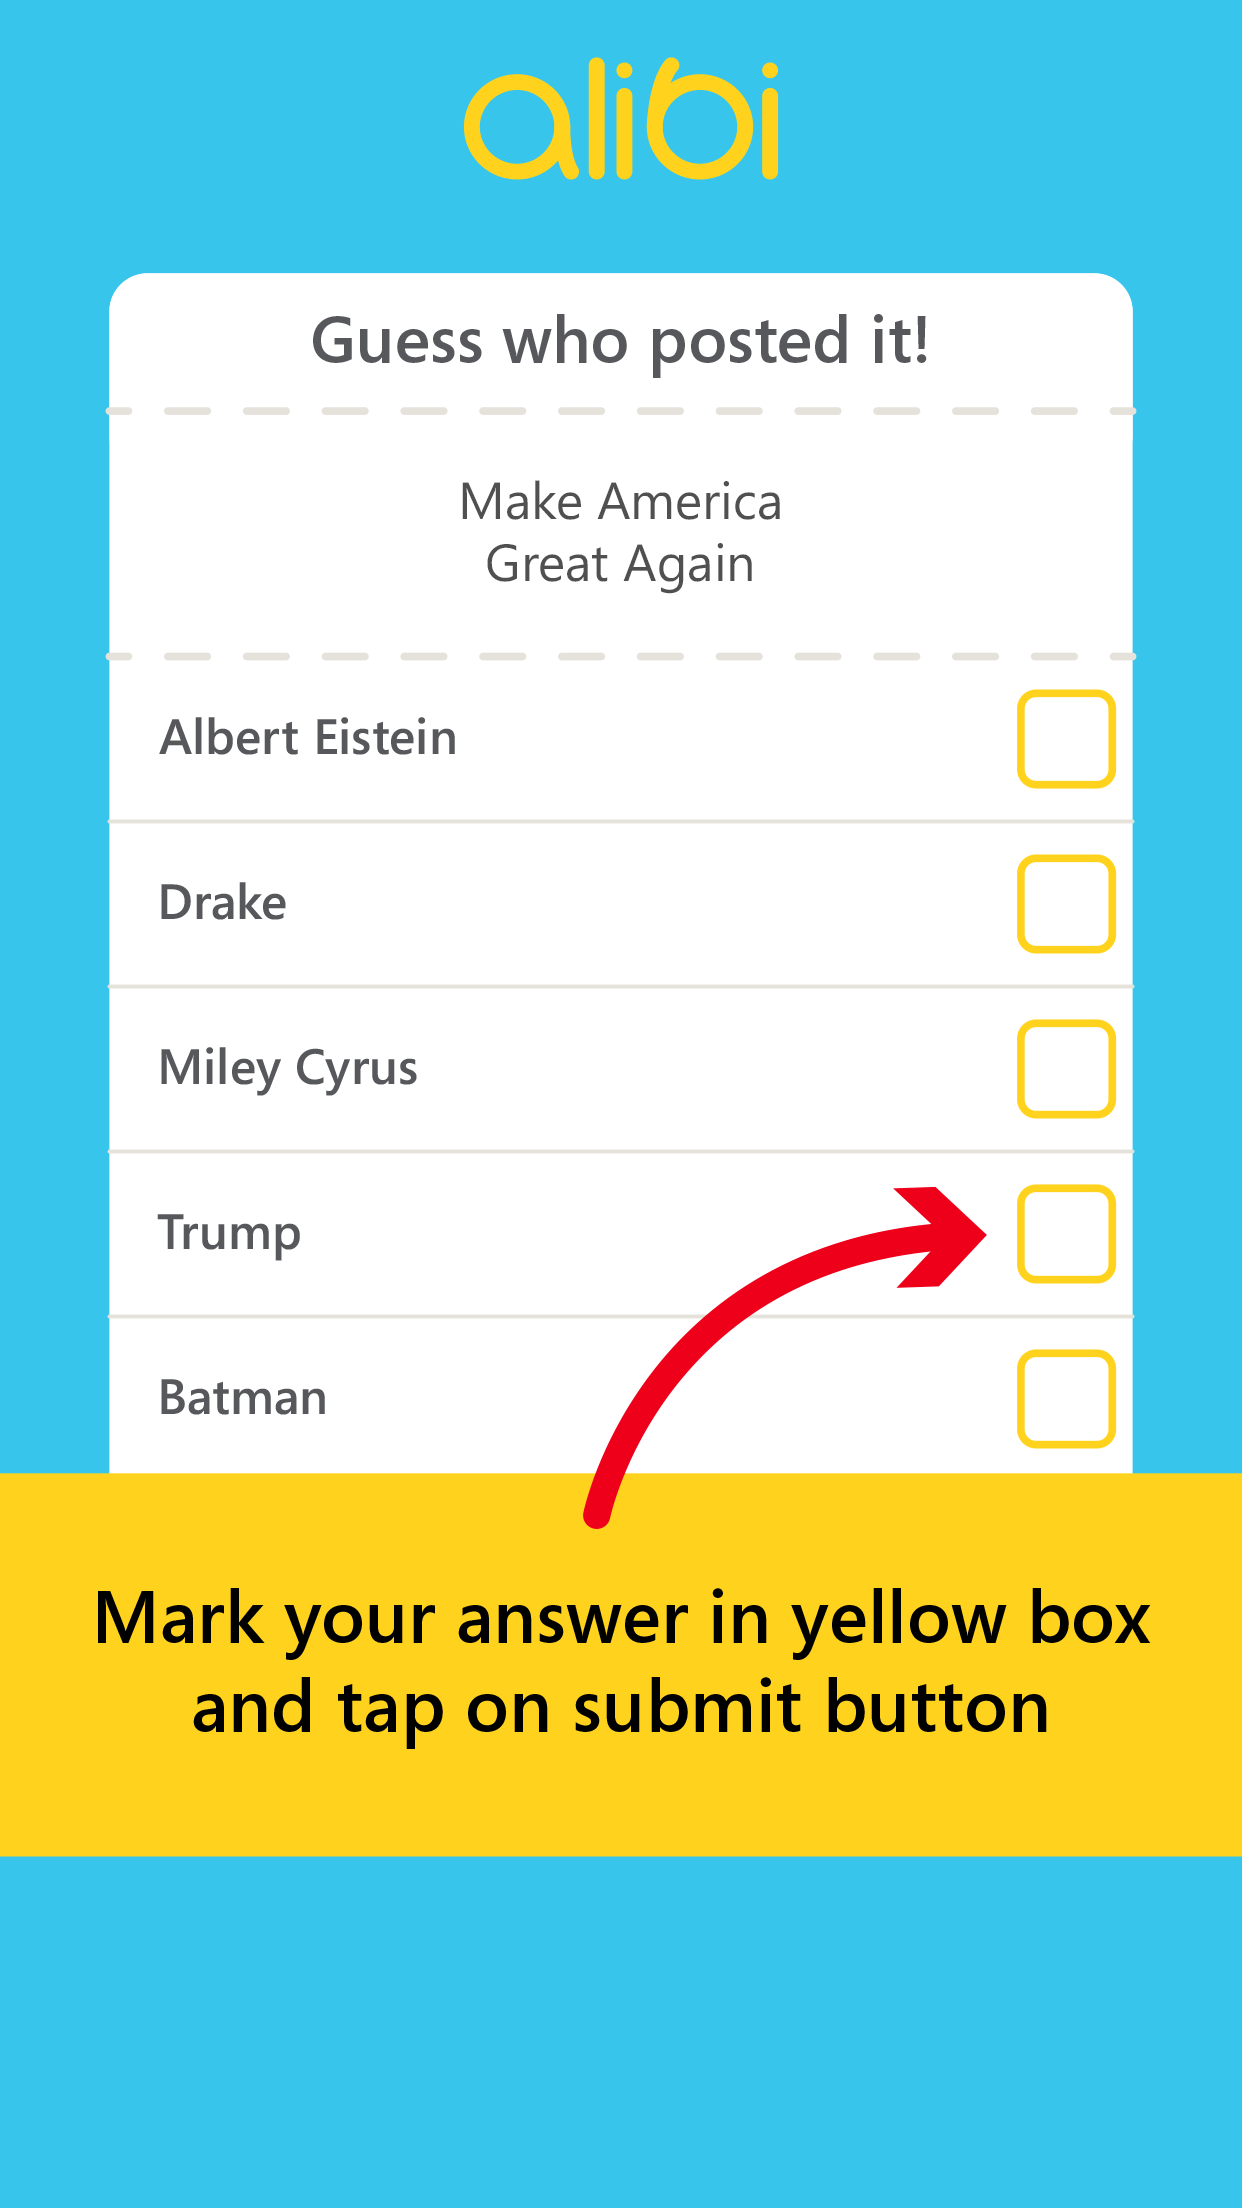 alibi
Guess who posted it!
Make America
Great Again
Albert Eistein
Drake
Miley Cyrus
Trump
Batman
Mark your answer in yellow box
and tap on submit button